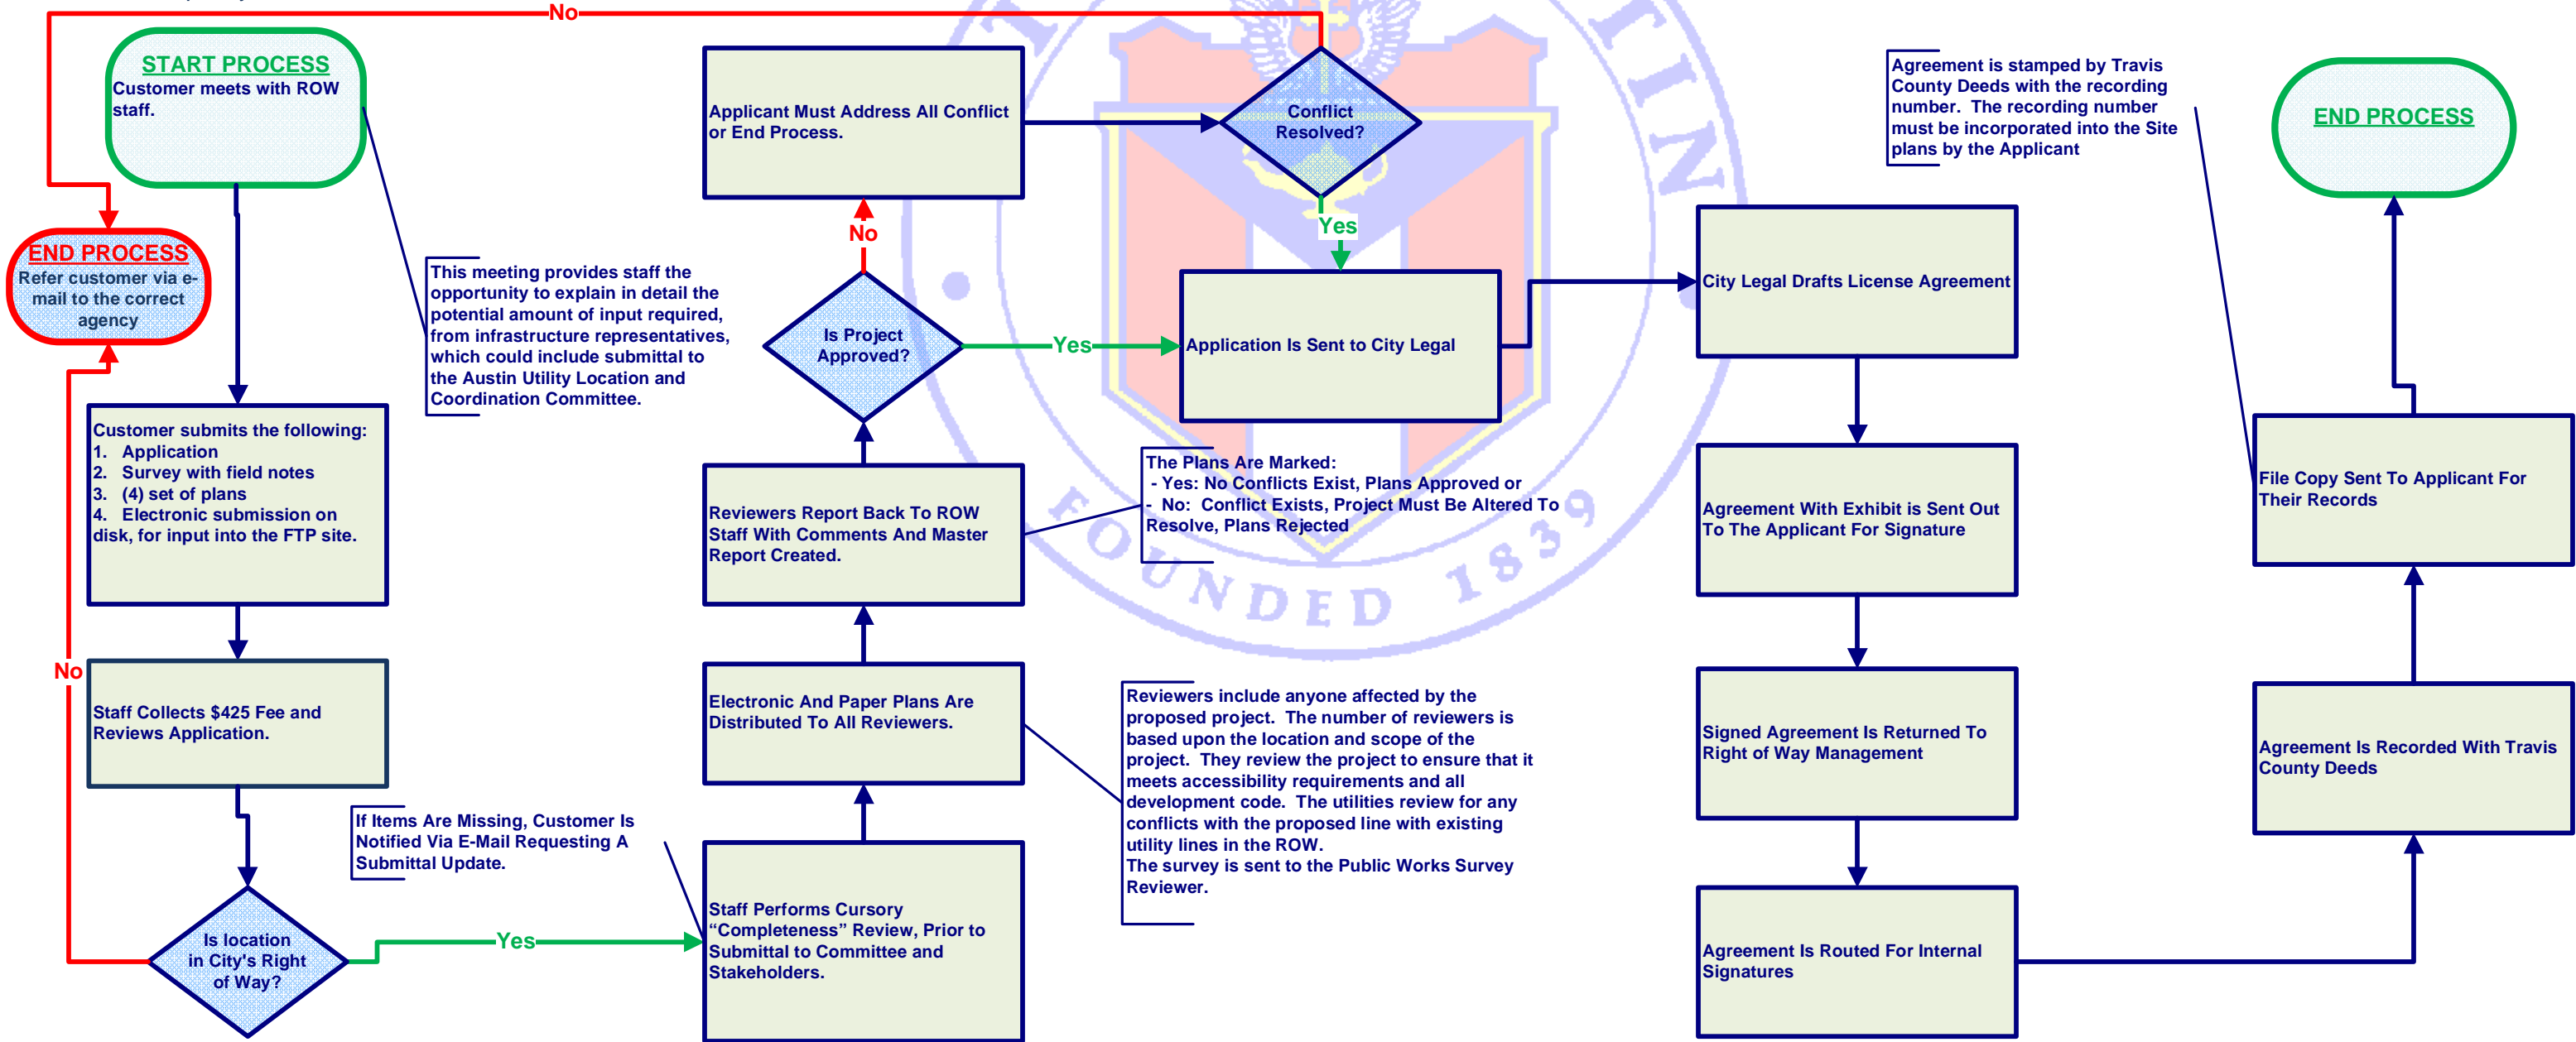 No
START PROCESS
Customer meets with ROW
staff.
END PROCESS
Refer customer via e-
mail to the correct
agency
This meeting provides staff the
opportunity to explain in detail the
potential amount of input required,
from infrastructure representatives,
which could include submittal to
the Austin Utility Location and
Coordination Committee.
Customer submits the following:
1. Application
2. Survey with field notes
3. (4) set of plans
4. Electronic submission on
disk, for input into the FTP site.
No
Staff Collects $425 Fee and
Reviews Application.
Is location
in City's Right
of Way?
Yes
If Items Are Missing, Customer Is
Notified Via E-Mail Requesting A
Submittal Update.
Staff Performs Cursory
“Completeness” Review, Prior to
Submittal to Committee and
Stakeholders.
Electronic And Paper Plans Are
Distributed To All Reviewers.
Reviewers include anyone affected by the
proposed project. The number of reviewers is
based upon the location and scope of the
project. They review the project to ensure that it
meets accessibility requirements and all
development code. The utilities review for any
conflicts with the proposed line with existing
utility lines in the ROW.
The survey is sent to the Public Works Survey
Reviewer.
Reviewers Report Back To ROW
Staff With Comments And Master
Report Created.
The Plans Are Marked:
- Yes: No Conflicts Exist, Plans Approved or
- No: Conflict Exists, Project Must Be Altered To
Resolve, Plans Rejected
Is Project
Approved?
No
Yes
Applicant Must Address All Conflict
or End Process.
Conflict
Resolved?
Yes
Application Is Sent to City Legal
City Legal Drafts License Agreement
Agreement With Exhibit is Sent Out
To The Applicant For Signature
Signed Agreement Is Returned To
Right of Way Management
Agreement Is Routed For Internal
Signatures
Agreement Is Recorded With Travis
County Deeds
File Copy Sent To Applicant For
Their Records
Agreement is stamped by Travis
County Deeds with the recording
number. The recording number
must be incorporated into the Site
plans by the Applicant
END PROCESS
FOUNDED 1839